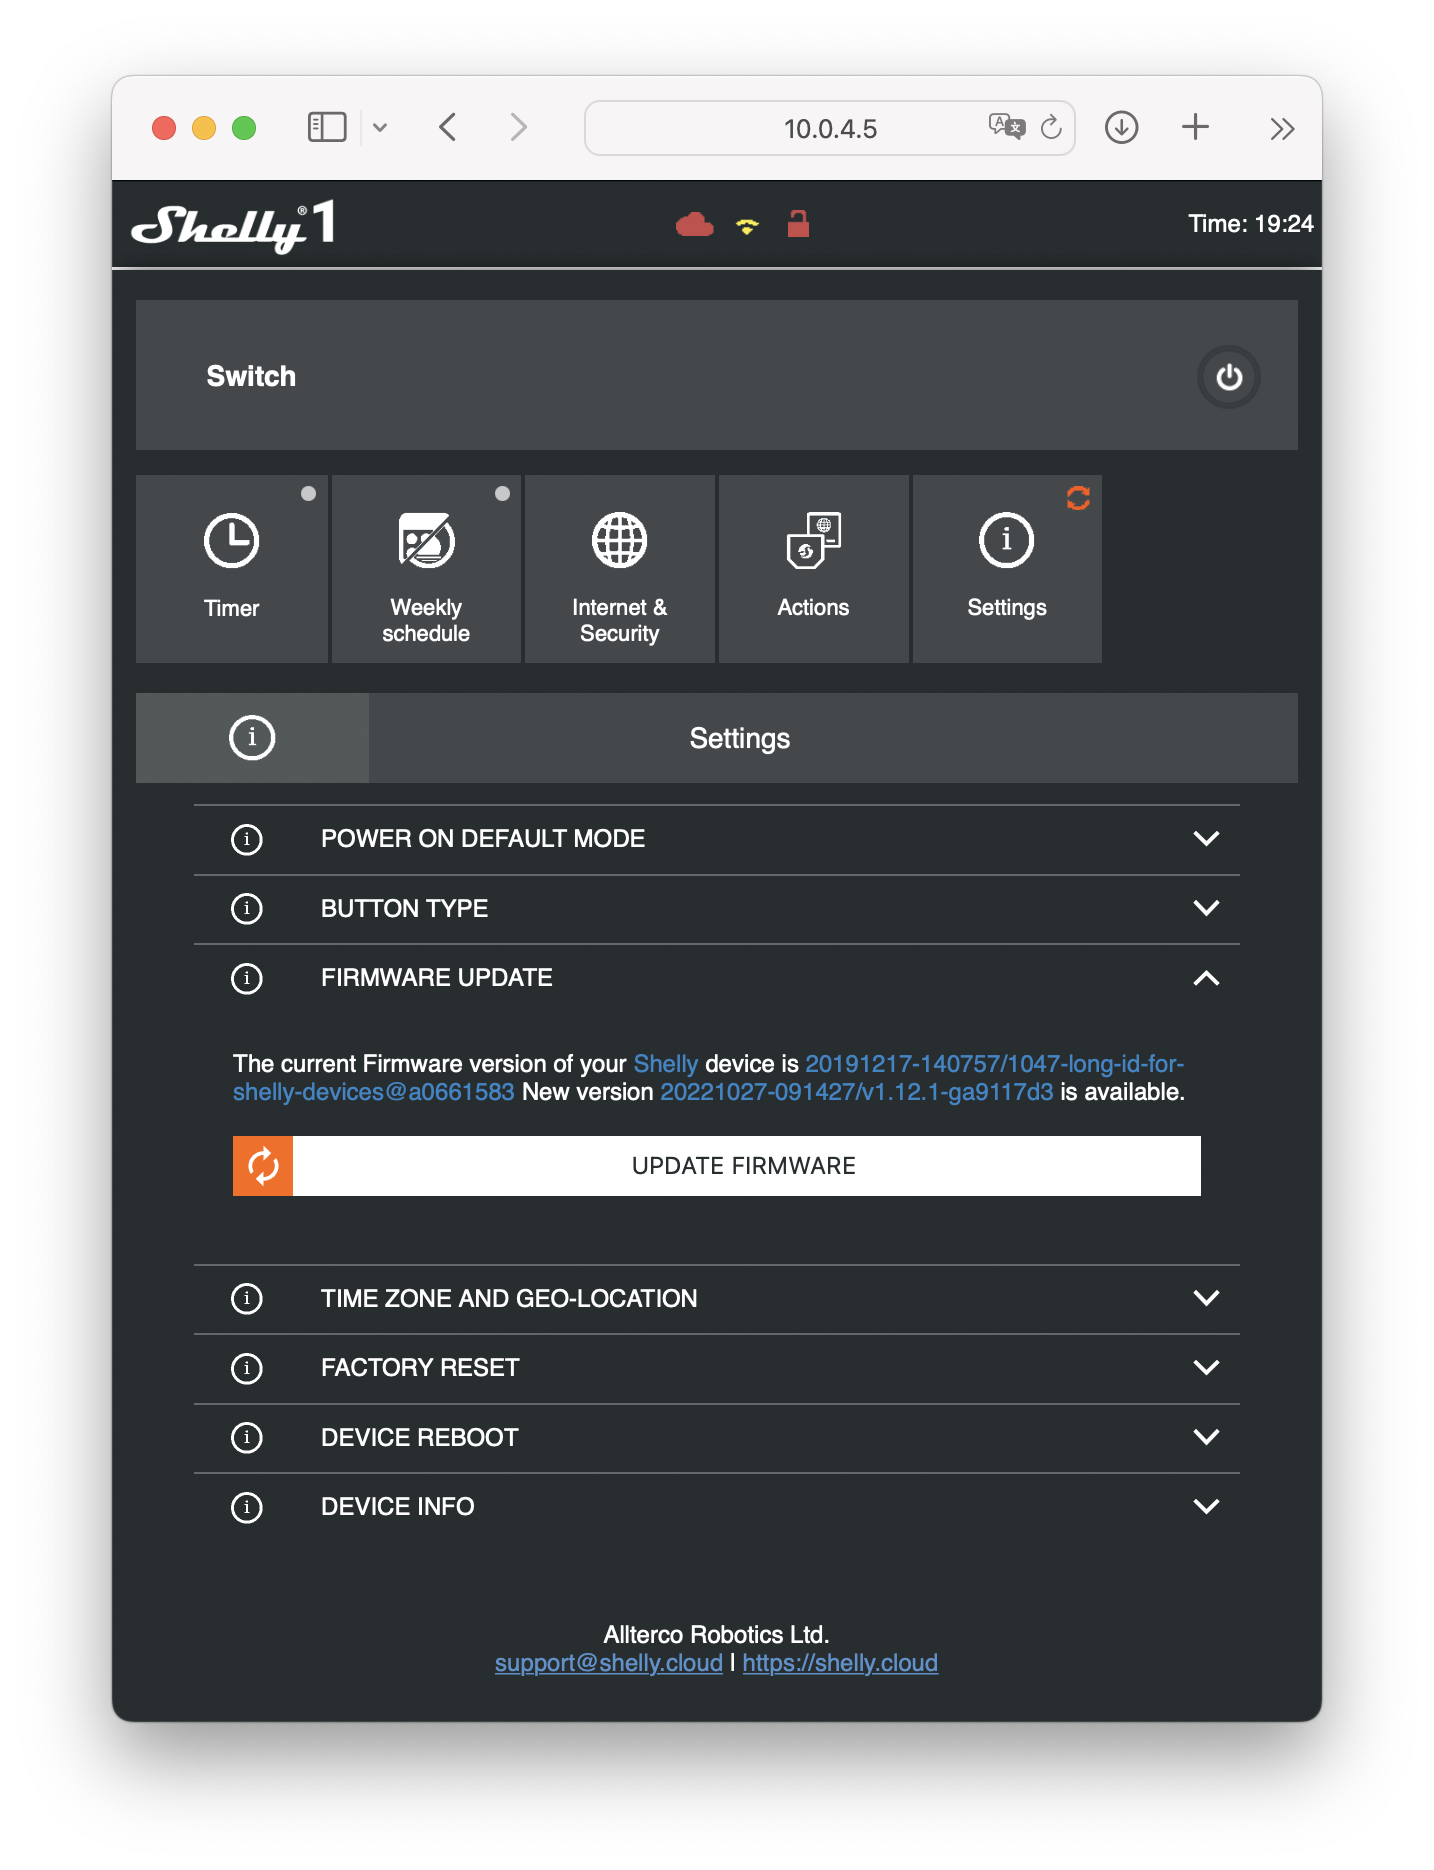 10.0.4.5
Shelly®1
Time: 19:24
Switch
Timer
Weekly
schedule
Internet &
Security
Actions
Settings
Settings
POWER ON DEFAULT MODE
BUTTON TYPE
FIRMWARE UPDATE
The current Firmware version of your Shelly device is 20191217-140757/1047-long-id-for-
shelly-devices@a0661583 New version 20221027-091427/v1.12.1-ga9117d3 is available.
UPDATE FIRMWARE
TIME ZONE AND GEO-LOCATION
FACTORY RESET
DEVICE REBOOT
DEVICE INFO
Allterco Robotics Ltd.
support@shelly.cloud | https://shelly.cloud